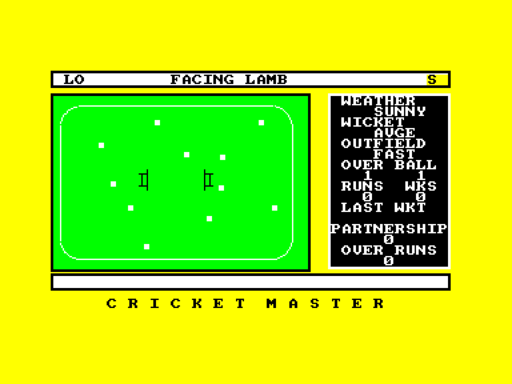 LO FACING LAMB S
WEATHER
SUNNY
WICKET
AVGE
OUTFIELD
FAST
OVER BALL
1 1
RUNS WKS
0 0
LAST WKT
PARTNERSHIP
0
OVER RUNS
0
CRICKET MASTER